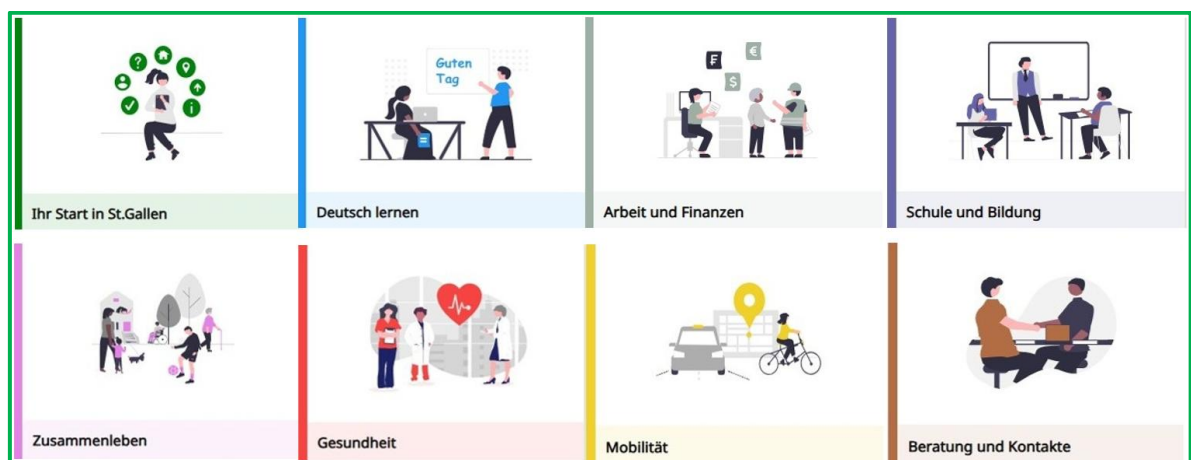 Guten
Tag
₣
€
$
Ihr Start in St.Gallen
Deutsch lernen
Arbeit und Finanzen
Schule und Bildung
Zusammenleben
Gesundheit
Mobilität
Beratung und Kontakte